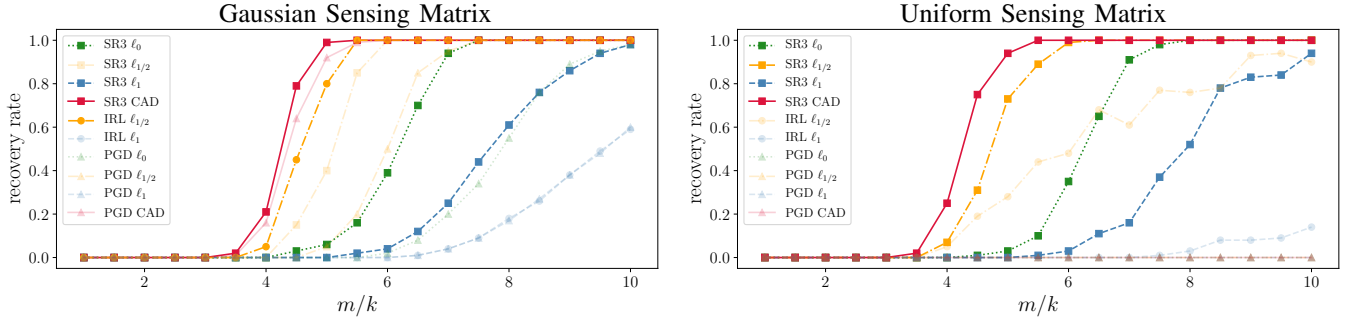 Gaussian Sensing Matrix
1.0
0.8
0.6
0.4
0.2
0.0
recovery rate
SR3 ℓ₀
SR3 ℓ₁/₂
SR3 ℓ₁
SR3 CAD
IRL ℓ₁/₂
IRL ℓ₁
PGD ℓ₀
PGD ℓ₁/₂
PGD ℓ₁
PGD CAD
2 4 6 8 10
m/k
Uniform Sensing Matrix
1.0
0.8
0.6
0.4
0.2
0.0
recovery rate
SR3 ℓ₀
SR3 ℓ₁/₂
SR3 ℓ₁
SR3 CAD
IRL ℓ₁/₂
IRL ℓ₁
PGD ℓ₀
PGD ℓ₁/₂
PGD ℓ₁
PGD CAD
2 4 6 8 10
m/k